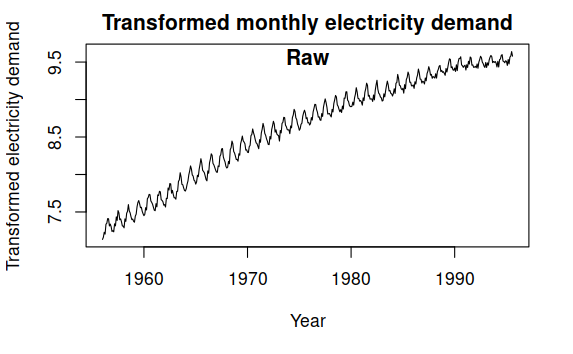 Transformed monthly electricity demand
Raw
Transformed electricity demand
9.5
8.5
7.5
1960 1970 1980 1990
Year